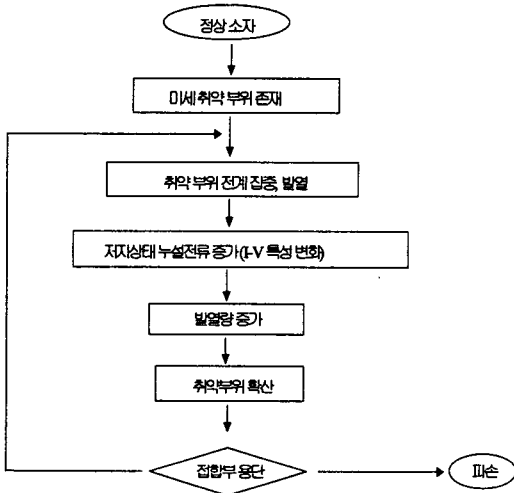 정상 소자
미세 취약 부위 존재
취약 부위 전계 집중, 발열
저지상태 누설전류 증가 (I-V 특성 변화)
발열량 증가
취약부위 확산
접합부 용단
파손